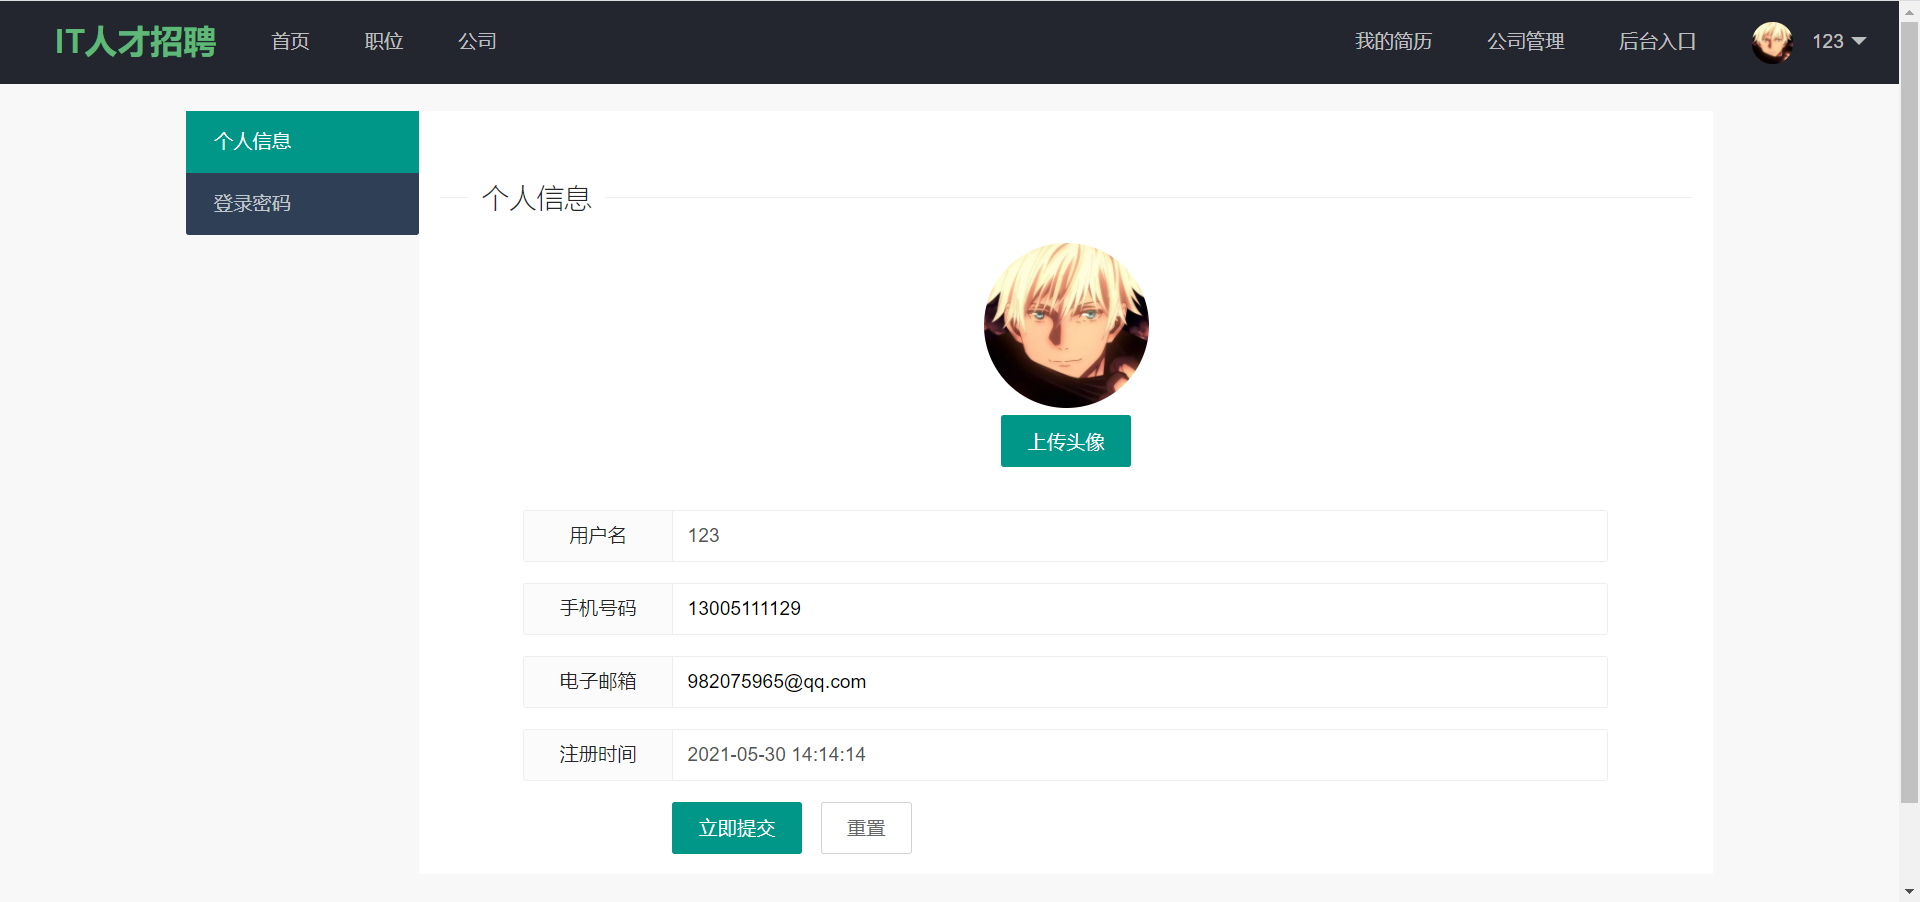 IT人才招聘 首页 职位 公司 我的简历 公司管理 后台入口 123
个人信息
登录密码
个人信息
上传头像
用户名 123
手机号码 13005111129
电子邮箱 982075965@qq.com
注册时间 2021-05-30 14:14:14
立即提交 重置